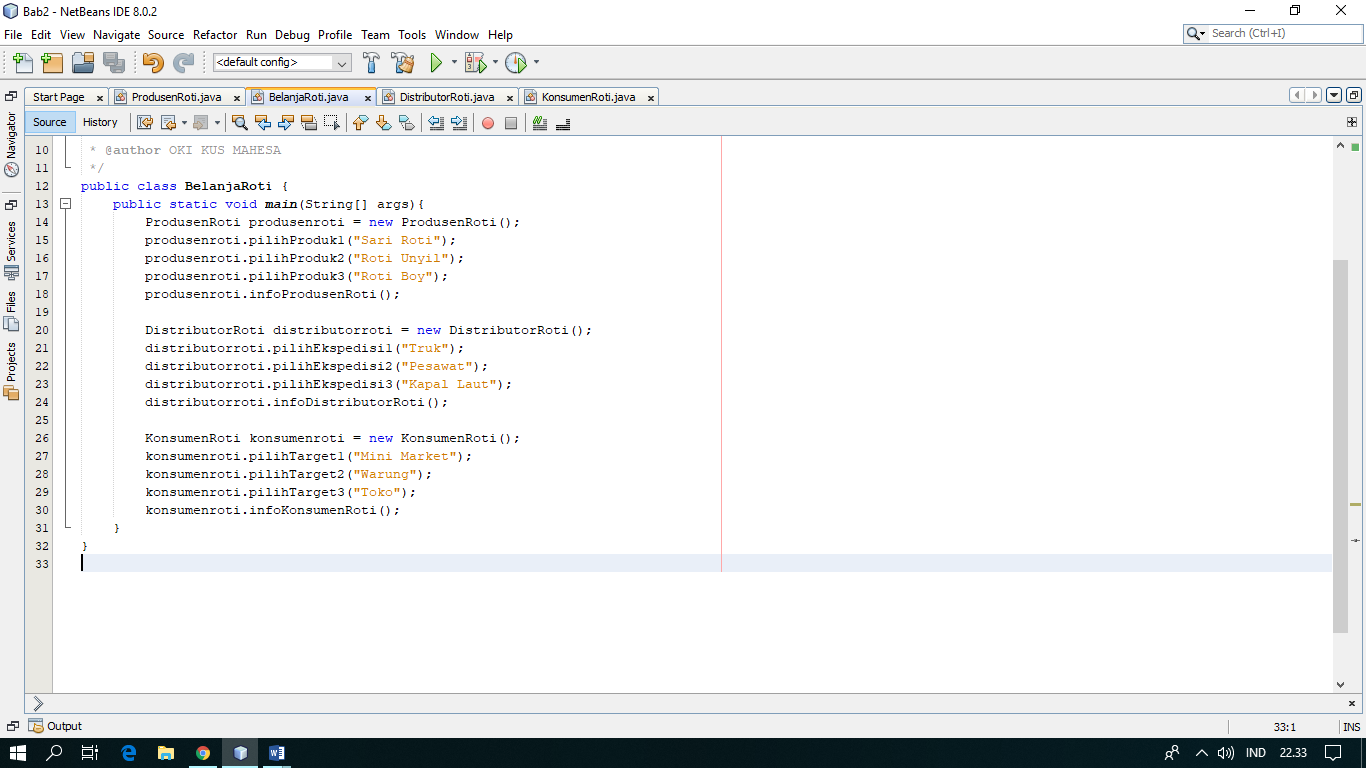 Bab2 - NetBeans IDE 8.0.2
File Edit View Navigate Source Refactor Run Debug Profile Team Tools Window Help
Search (Ctrl+I)
<default config>
Start Page ProdusenRoti.java BelanjaRoti.java DistributorRoti.java KonsumenRoti.java
Source History
Navigator
Services
Files
Projects
10 * @author OKI KUS MAHESA
11 */
12 public class BelanjaRoti {
13 public static void main(String[] args){
14 ProdusenRoti produsenroti = new ProdusenRoti();
15 produsenroti.pilihProduk1("Sari Roti");
16 produsenroti.pilihProduk2("Roti Unyil");
17 produsenroti.pilihProduk3("Roti Boy");
18 produsenroti.infoProdusenRoti();
19
20 DistributorRoti distributorroti = new DistributorRoti();
21 distributorroti.pilihEkspedisi1("Truk");
22 distributorroti.pilihEkspedisi2("Pesawat");
23 distributorroti.pilihEkspedisi3("Kapal Laut");
24 distributorroti.infoDistributorRoti();
25
26 KonsumenRoti konsumenroti = new KonsumenRoti();
27 konsumenroti.pilihTarget1("Mini Market");
28 konsumenroti.pilihTarget2("Warung");
29 konsumenroti.pilihTarget3("Toko");
30 konsumenroti.infoKonsumenRoti();
31 }
32 }
33
Output
33:1 INS
IND 22.33